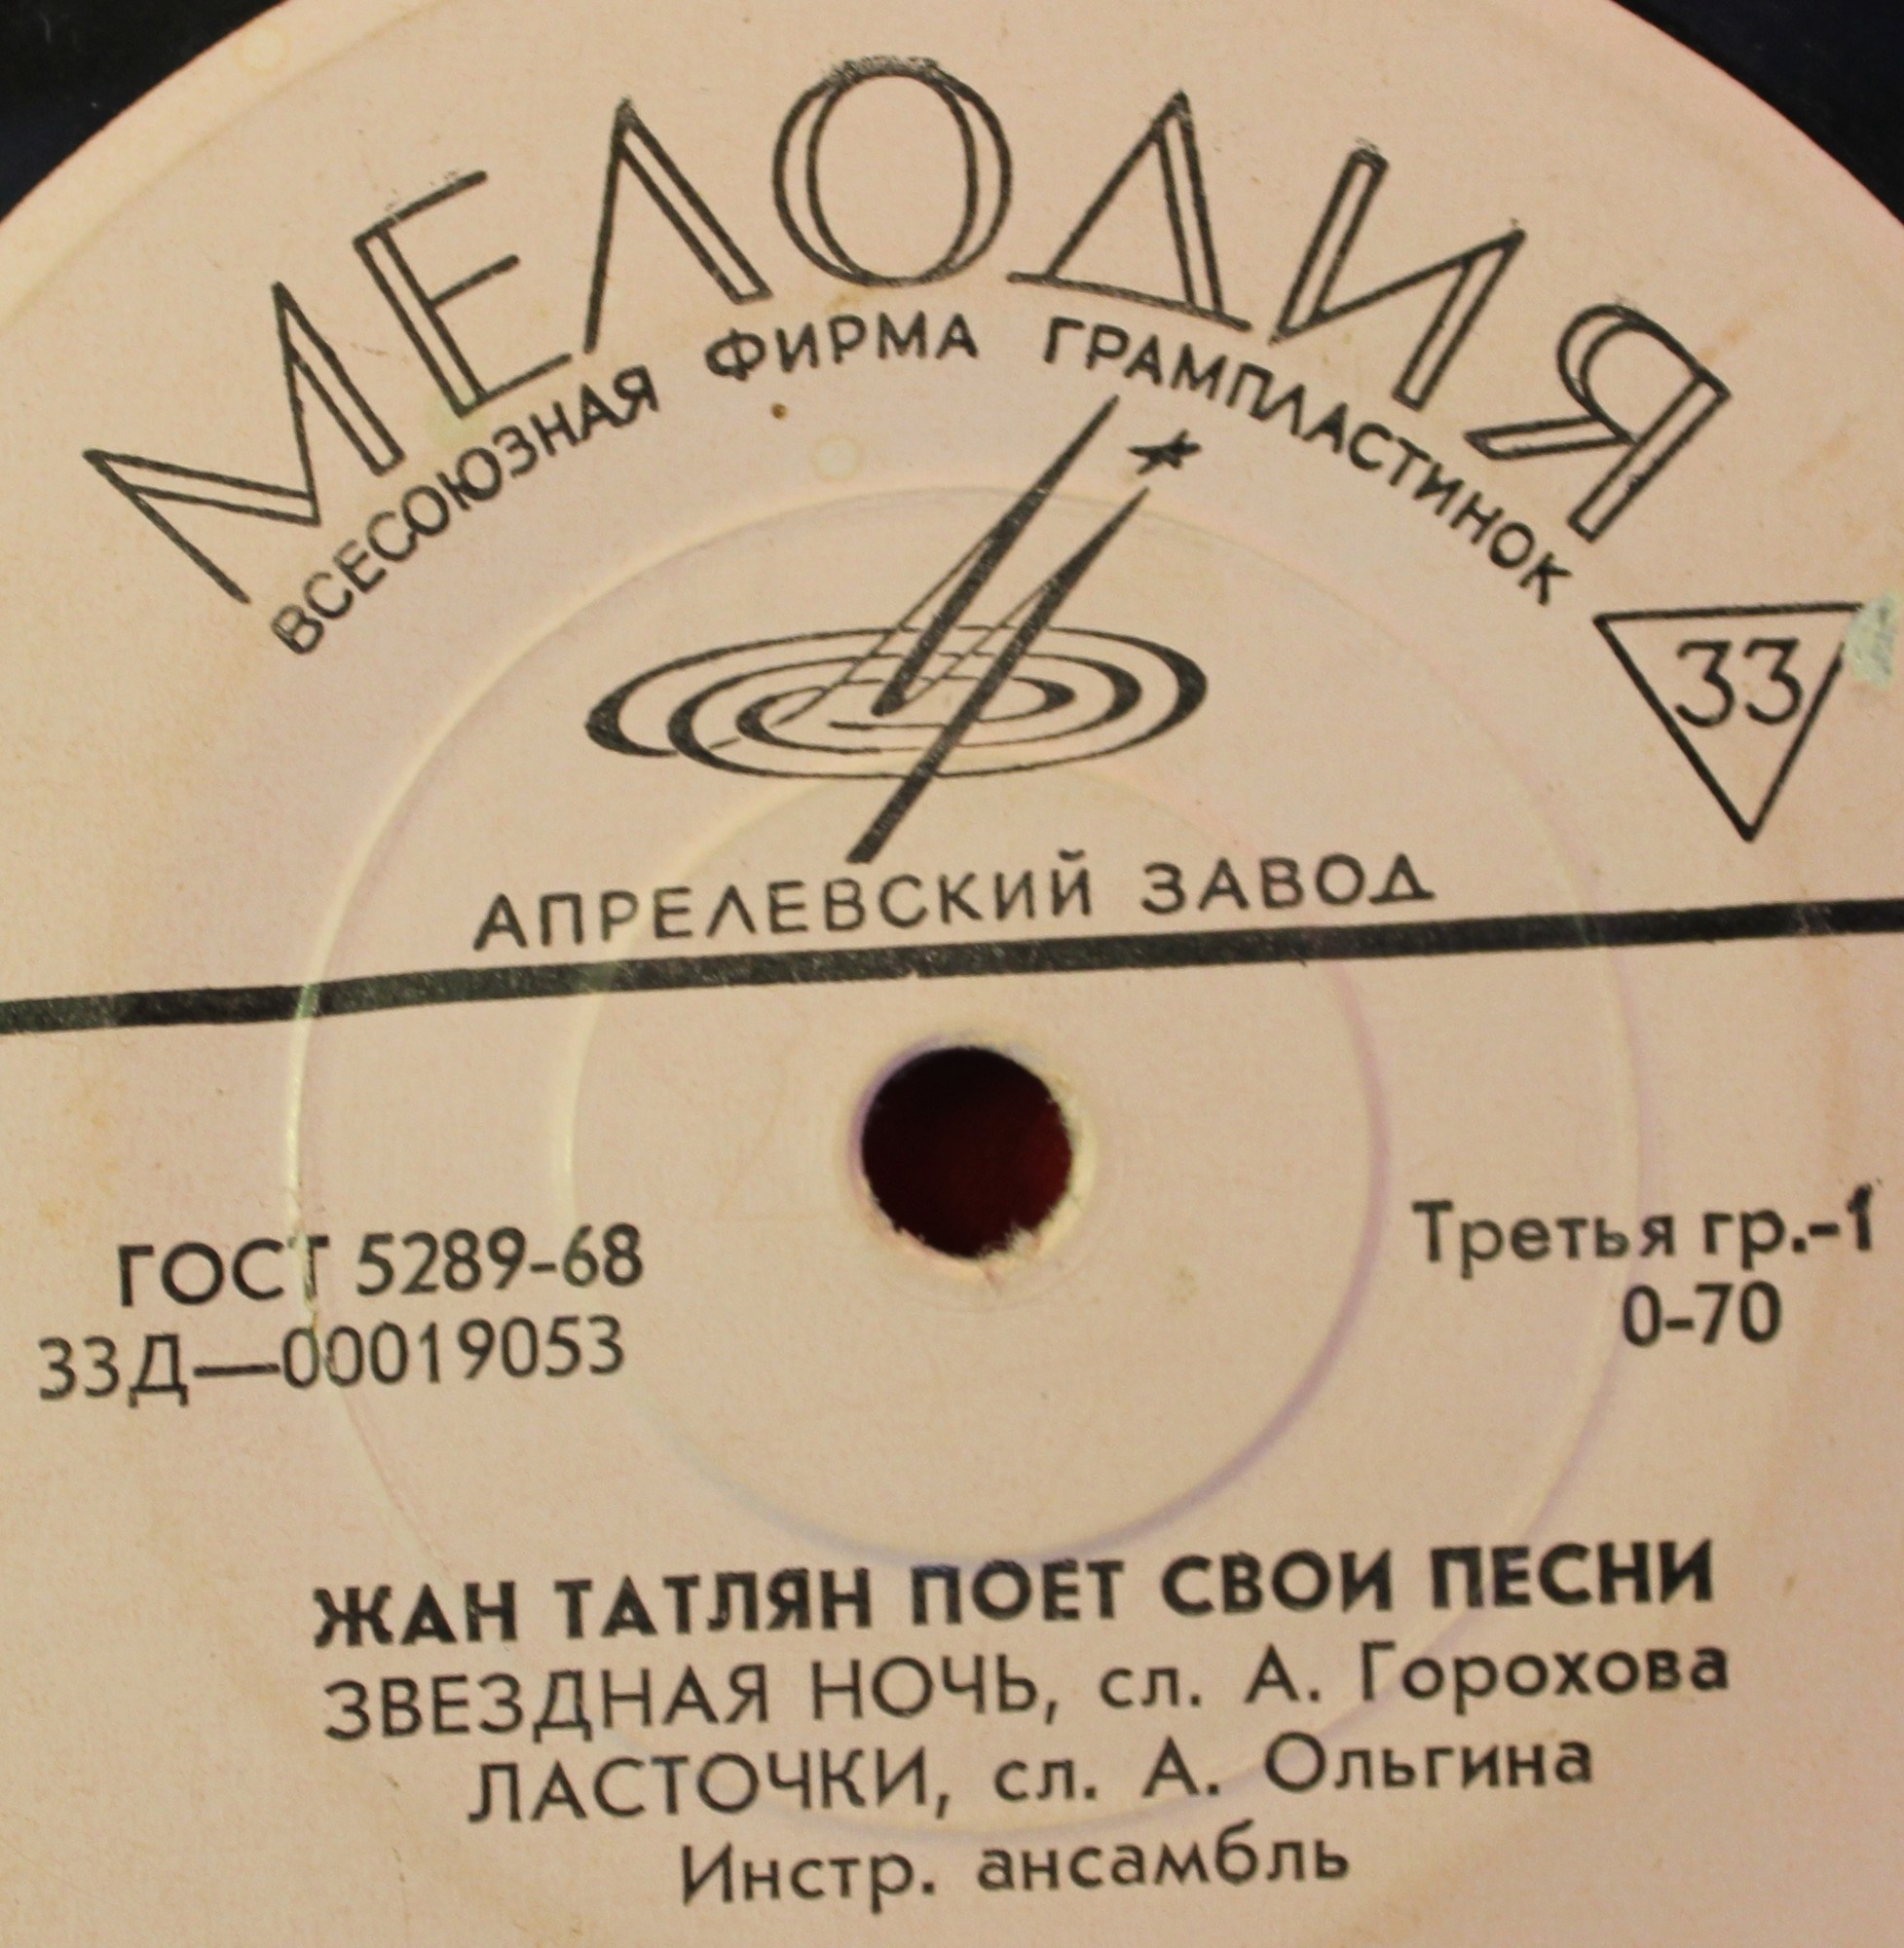 МЕЛОДИЯ
ВСЕСОЮЗНАЯ ФИРМА ГРАМПЛАСТИНОК
33
АПРЕЛЕВСКИЙ ЗАВОД
ГОСТ 5289-68
33Д—00019053
Третья гр.-1
0-70
ЖАН ТАТЛЯН ПОЕТ СВОИ ПЕСНИ
ЗВЕЗДНАЯ НОЧЬ, сл. А. Горохова
ЛАСТОЧКИ, сл. А. Ольгина
Инстр. ансамбль